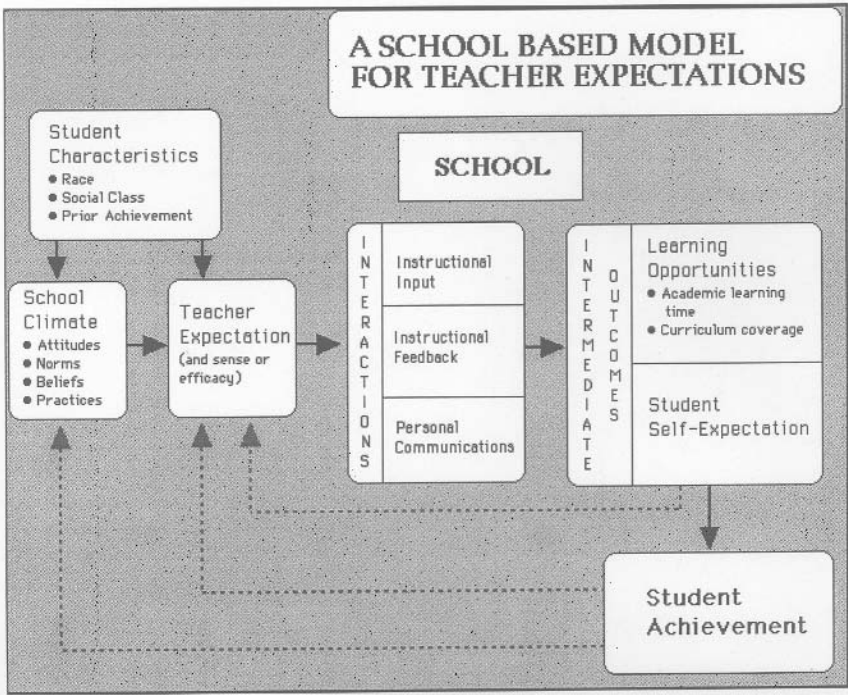 A SCHOOL BASED MODEL
FOR TEACHER EXPECTATIONS
SCHOOL
Student
Characteristics
● Race
● Social Class
● Prior Achievement
School
Climate
● Attitudes
● Norms
● Beliefs
● Practices
Teacher
Expectation
(and sense or
efficacy)
INTERACTIONS
Instructional
Input
Instructional
Feedback
Personal
Communications
INTERMEDIATE
OUTCOMES
Learning
Opportunities
● Academic learning
time
● Curriculum coverage
Student
Self-Expectation
Student
Achievement